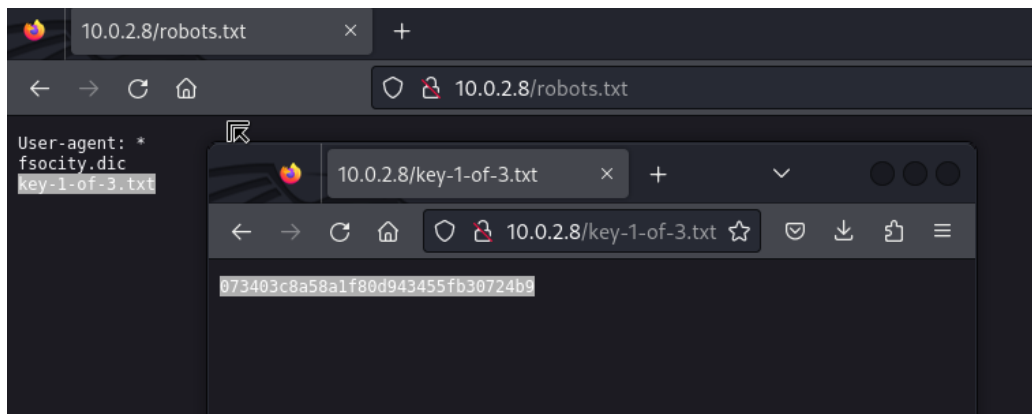 10.0.2.8/robots.txt
10.0.2.8/robots.txt
User-agent: *
fsocity.dic
key-1-of-3.txt
10.0.2.8/key-1-of-3.txt
10.0.2.8/key-1-of-3.txt
073403c8a58a1f80d943455fb30724b9